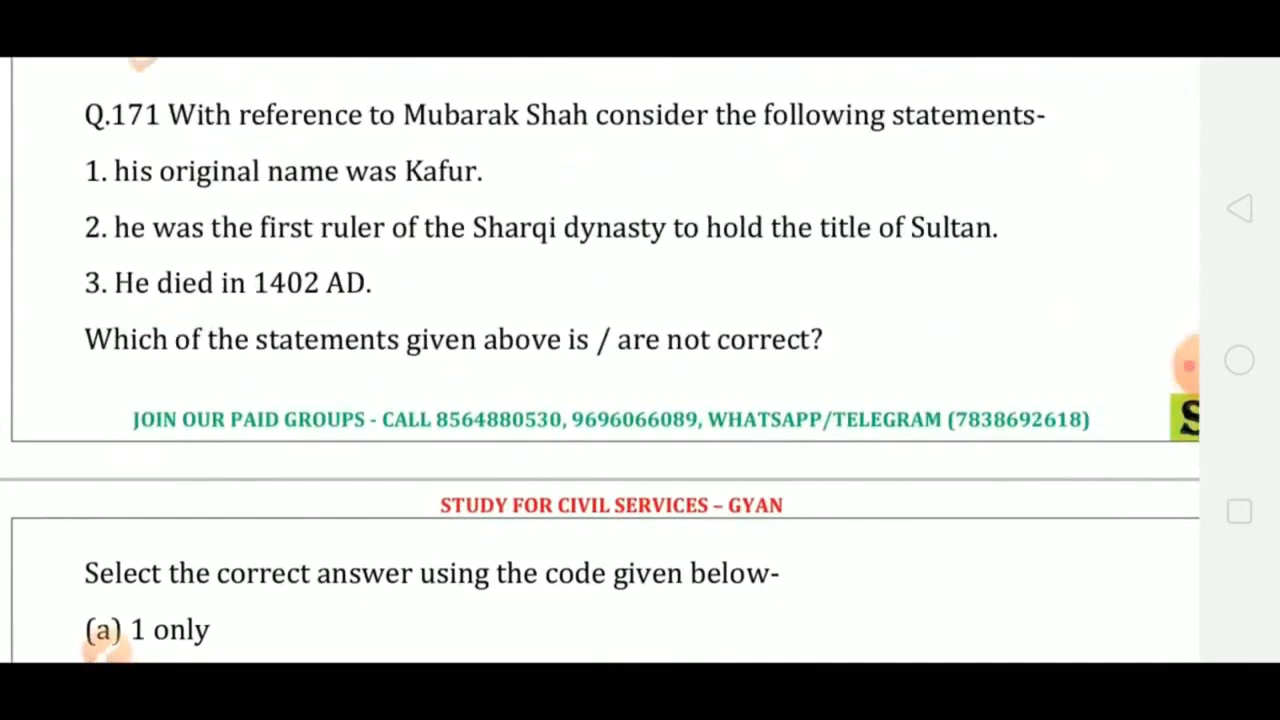 Q.171 With reference to Mubarak Shah consider the following statements-
1. his original name was Kafur.
2. he was the first ruler of the Sharqi dynasty to hold the title of Sultan.
3. He died in 1402 AD.
Which of the statements given above is / are not correct?
JOIN OUR PAID GROUPS - CALL 8564880530, 9696066089, WHATSAPP/TELEGRAM (7838692618)
S
STUDY FOR CIVIL SERVICES – GYAN
Select the correct answer using the code given below-
(a) 1 only